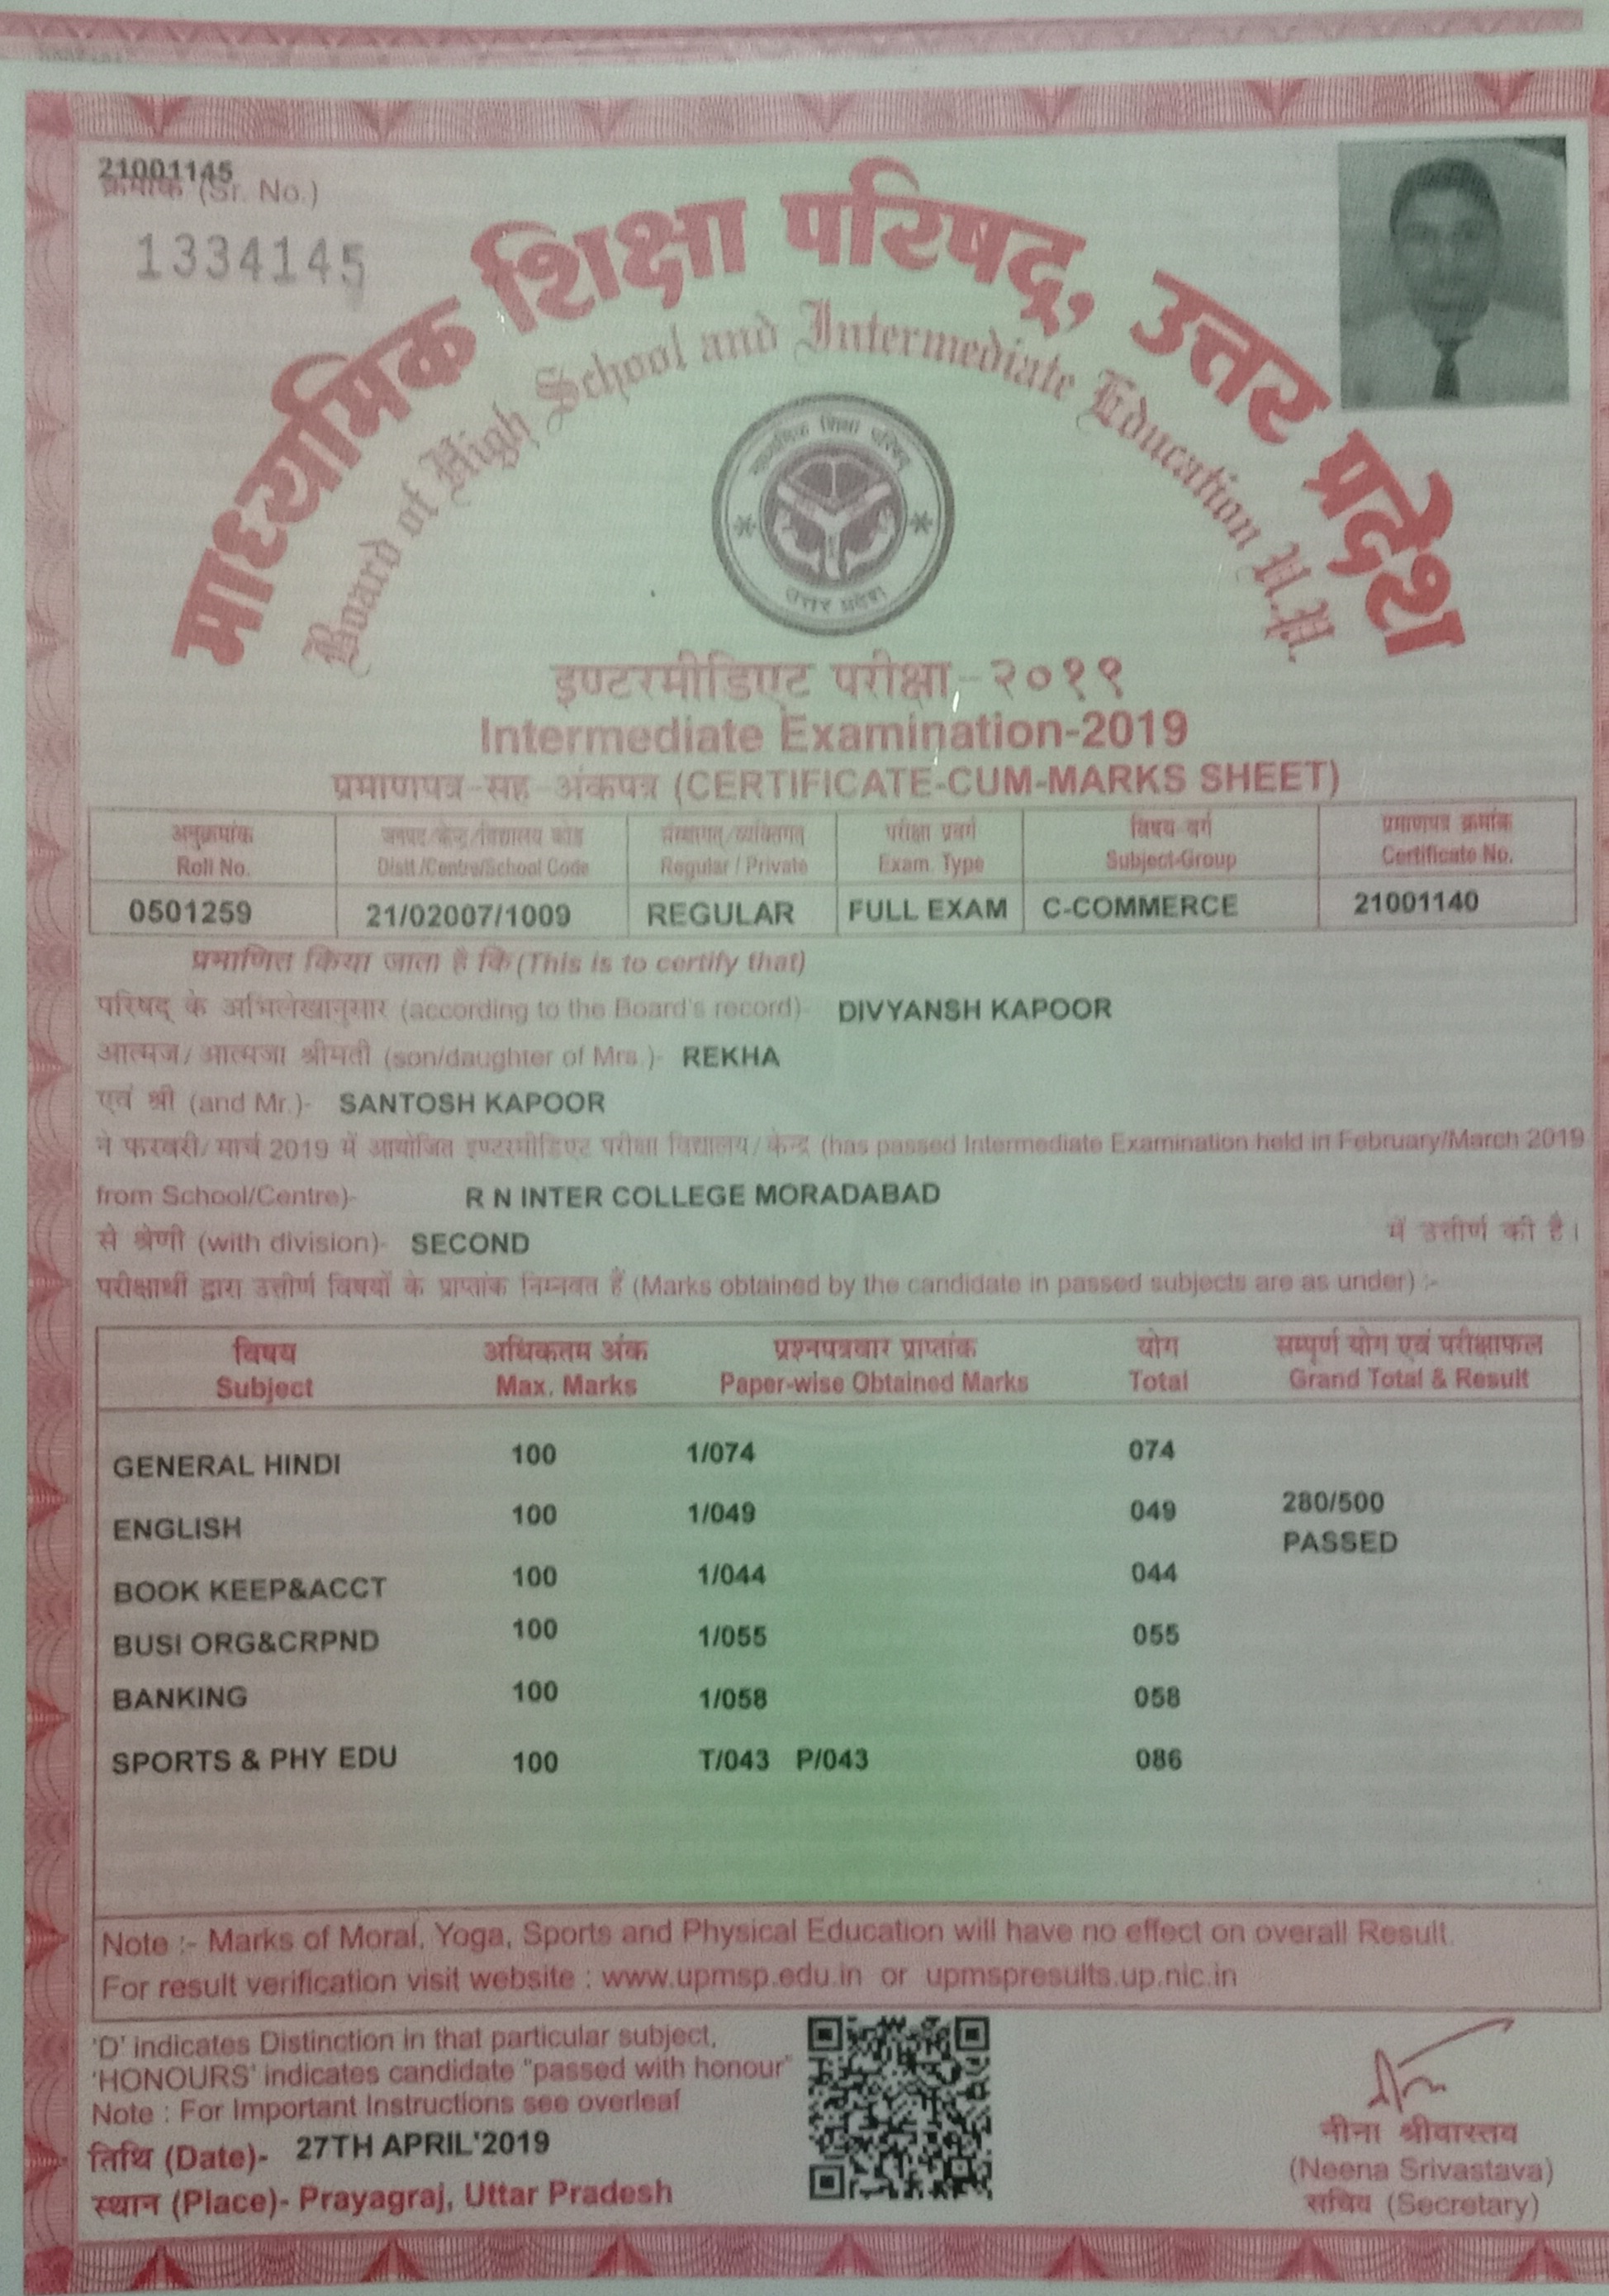 21001145
क्रमांक (Sr. No.)
1334145
माध्यमिक शिक्षा परिषद्, उत्तर प्रदेश
Board of High School and Intermediate Education U.P.
माध्यमिक शिक्षा परिषद्
उत्तर प्रदेश
इण्टरमीडिएट परीक्षा-२०१९
Intermediate Examination-2019
प्रमाणपत्र-सह-अंकपत्र (CERTIFICATE-CUM-MARKS SHEET)
अनुक्रमांक जनपद/केन्द्र/विद्यालय कोड संस्थागत/व्यक्तिगत परीक्षा प्रवर्ग विषय वर्ग प्रमाणपत्र क्रमांक
Roll No. Distt./Centre/School Code Regular / Private Exam. Type Subject-Group Certificate No.
0501259 21/02007/1009 REGULAR FULL EXAM C-COMMERCE 21001140
प्रमाणित किया जाता है कि (This is to certify that)
परिषद् के अभिलेखानुसार (according to the Board's record)- DIVYANSH KAPOOR
आत्मज/आत्मजा श्रीमती (son/daughter of Mrs.)- REKHA
एवं श्री (and Mr.)- SANTOSH KAPOOR
ने फरवरी/मार्च 2019 में आयोजित इण्टरमीडिएट परीक्षा विद्यालय/केन्द्र (has passed Intermediate Examination held in February/March 2019
from School/Centre)- R N INTER COLLEGE MORADABAD
से श्रेणी (with division)- SECOND में उत्तीर्ण की है।
परीक्षार्थी द्वारा उत्तीर्ण विषयों के प्राप्तांक निम्नवत हैं (Marks obtained by the candidate in passed subjects are as under) :-
विषय अधिकतम अंक प्रश्नपत्रवार प्राप्तांक योग सम्पूर्ण योग एवं परीक्षाफल
Subject Max. Marks Paper-wise Obtained Marks Total Grand Total & Result
GENERAL HINDI 100 1/074 074
ENGLISH 100 1/049 049 280/500
PASSED
BOOK KEEP&ACCT 100 1/044 044
BUSI ORG&CRPND 100 1/055 055
BANKING 100 1/058 058
SPORTS & PHY EDU 100 T/043 P/043 086
Note :- Marks of Moral, Yoga, Sports and Physical Education will have no effect on overall Result.
For result verification visit website : www.upmsp.edu.in or upmspresults.up.nic.in
'D' indicates Distinction in that particular subject,
'HONOURS' indicates candidate "passed with honour"
Note : For Important Instructions see overleaf
तिथि (Date)- 27TH APRIL'2019
स्थान (Place)- Prayagraj, Uttar Pradesh
नीना श्रीवास्तव
(Neena Srivastava)
सचिव (Secretary)